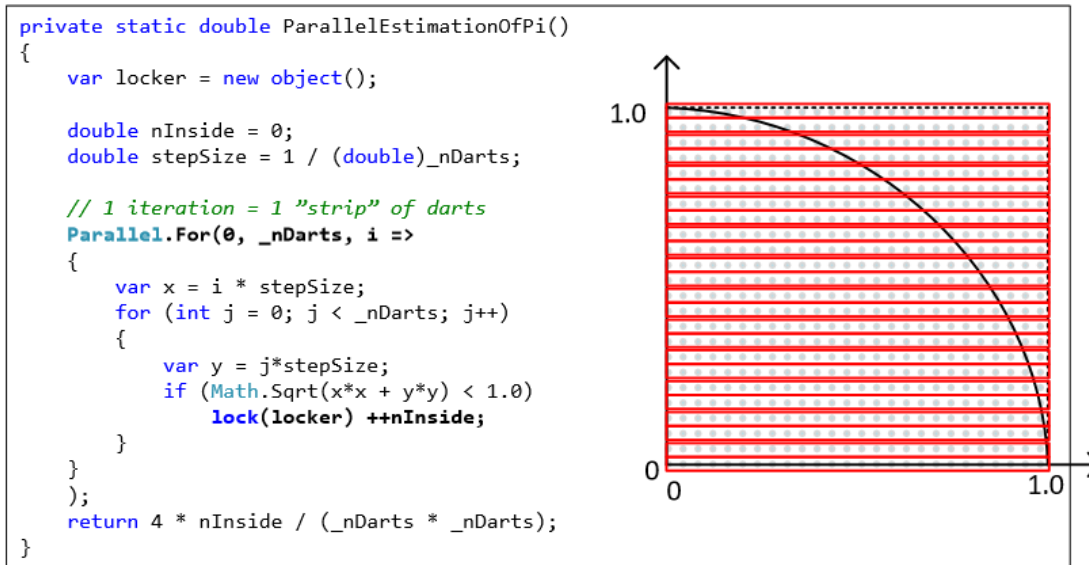 private static double ParallelEstimationOfPi()
{
    var locker = new object();

    double nInside = 0;
    double stepSize = 1 / (double)_nDarts;

    // 1 iteration = 1 ”strip” of darts
    Parallel.For(0, _nDarts, i =>
    {
        var x = i * stepSize;
        for (int j = 0; j < _nDarts; j++)
        {
            var y = j*stepSize;
            if (Math.Sqrt(x*x + y*y) < 1.0)
                lock(locker) ++nInside;
        }
    }
    );
    return 4 * nInside / (_nDarts * _nDarts);
}
1.0
0
0
1.0